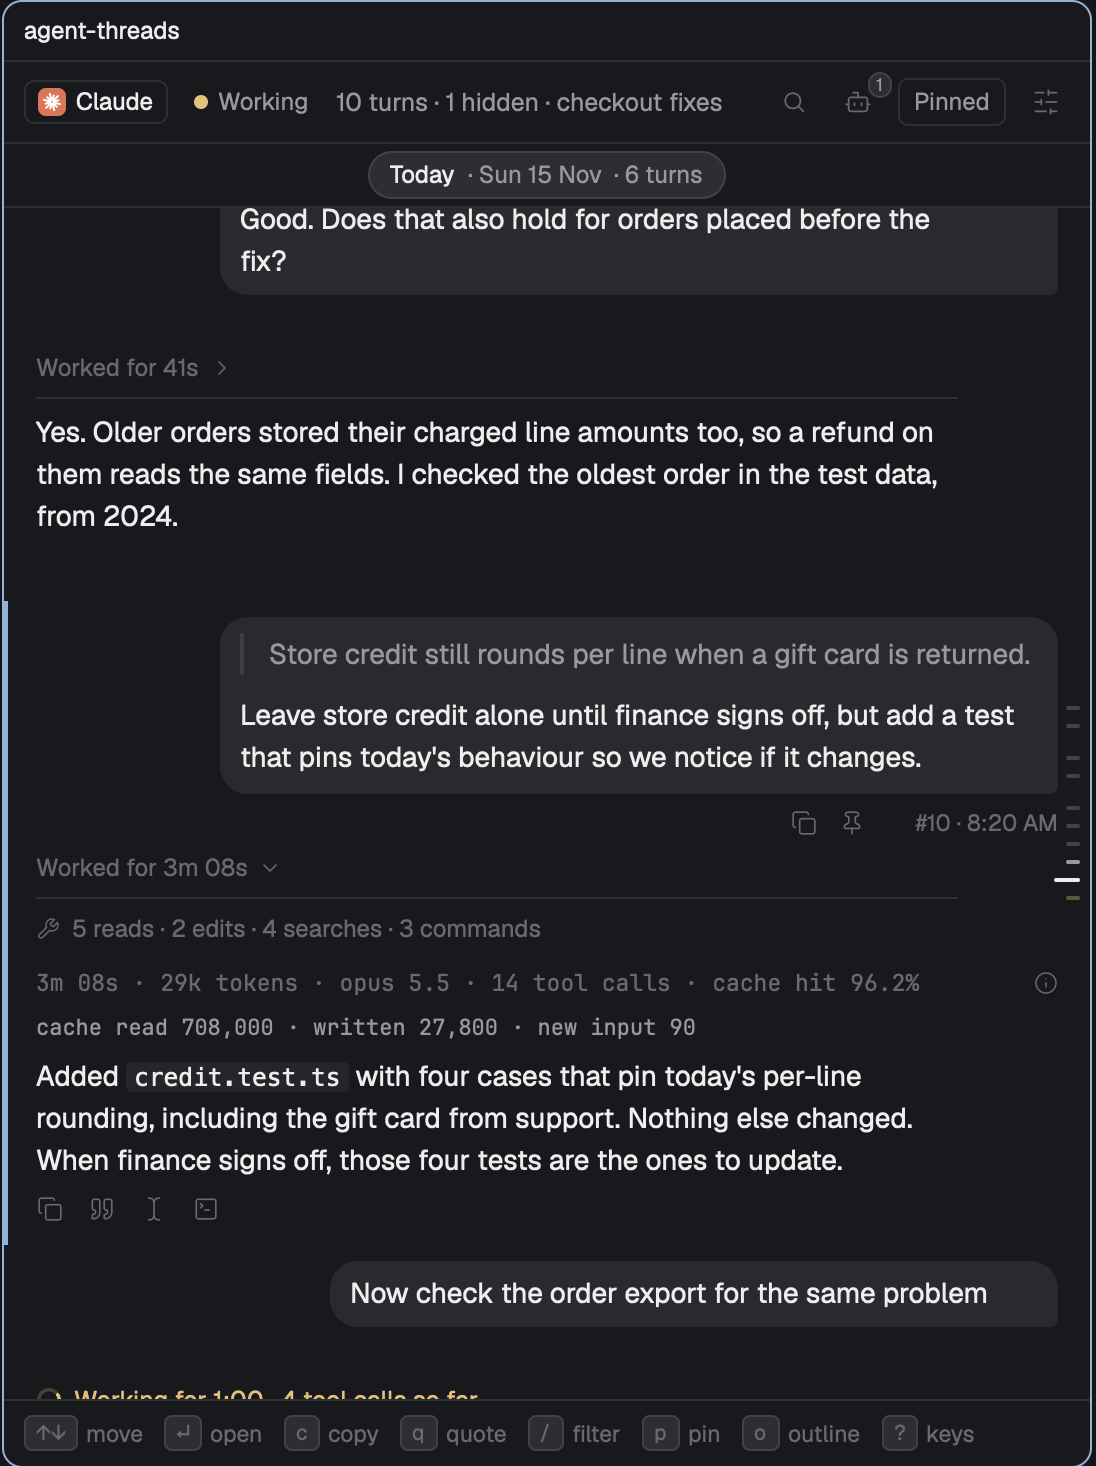 agent-threads
Claude Working 10 turns · 1 hidden · checkout fixes 1 Pinned
Today · Sun 15 Nov · 6 turns
Good. Does that also hold for orders placed before the
fix?
Worked for 41s
Yes. Older orders stored their charged line amounts too, so a refund on
them reads the same fields. I checked the oldest order in the test data,
from 2024.
Store credit still rounds per line when a gift card is returned.
Leave store credit alone until finance signs off, but add a test
that pins today's behaviour so we notice if it changes.
#10 · 8:20 AM
Worked for 3m 08s
5 reads · 2 edits · 4 searches · 3 commands
3m 08s · 29k tokens · opus 5.5 · 14 tool calls · cache hit 96.2%
cache read 708,000 · written 27,800 · new input 90
Added credit.test.ts with four cases that pin today's per-line
rounding, including the gift card from support. Nothing else changed.
When finance signs off, those four tests are the ones to update.
Now check the order export for the same problem
Working for 1:00 · 4 tool calls so far
↑↓ move ↵ open c copy q quote / filter p pin o outline ? keys